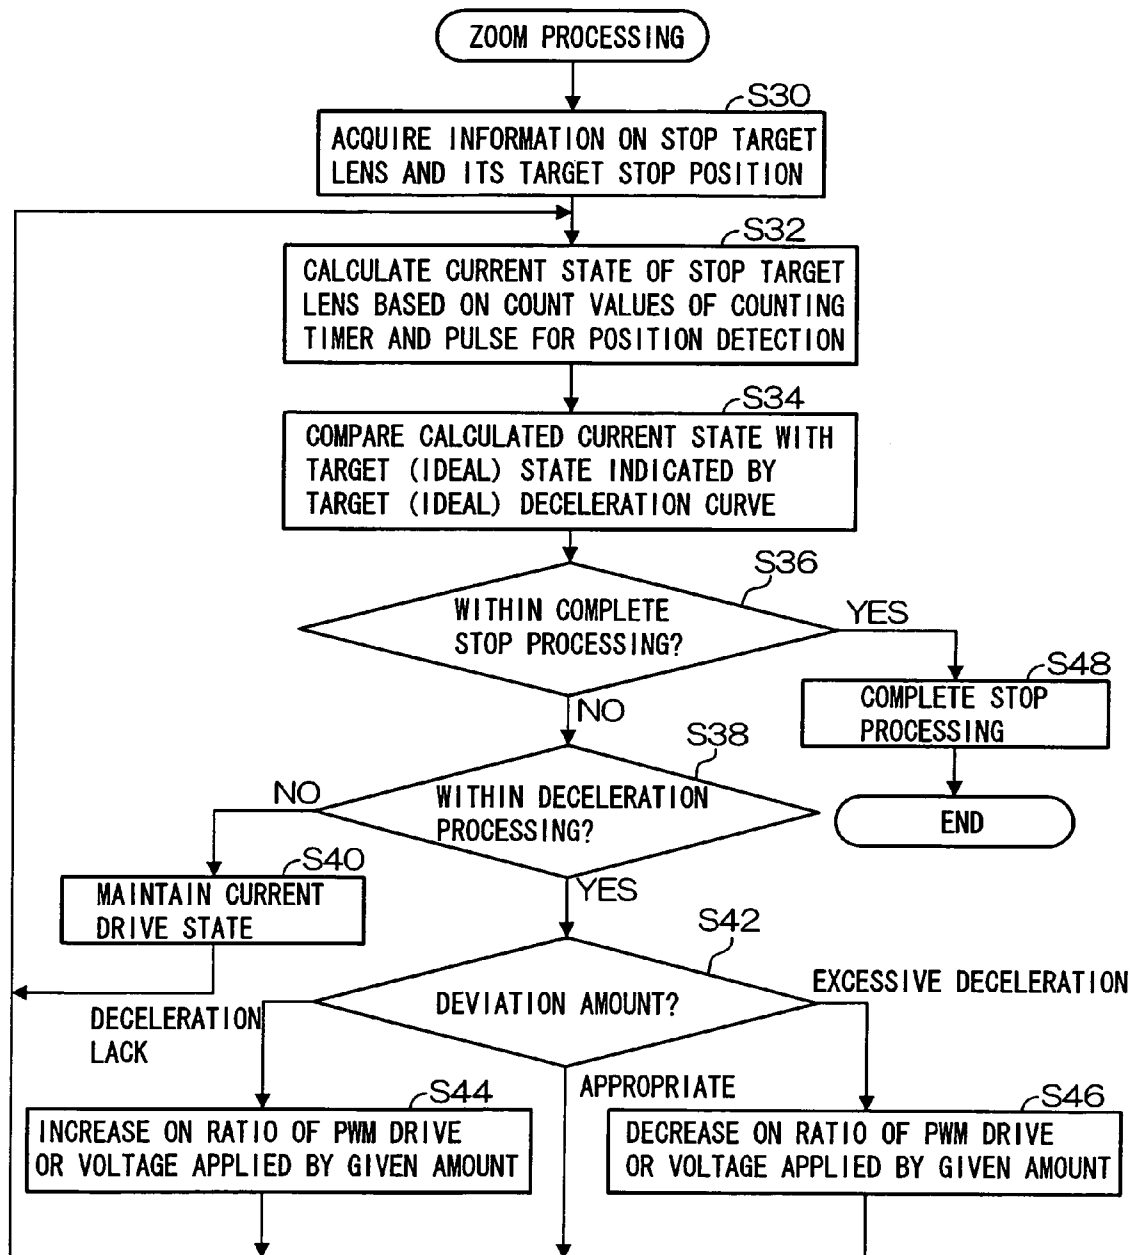 ZOOM PROCESSING
S30
ACQUIRE INFORMATION ON STOP TARGET
LENS AND ITS TARGET STOP POSITION
S32
CALCULATE CURRENT STATE OF STOP TARGET
LENS BASED ON COUNT VALUES OF COUNTING
TIMER AND PULSE FOR POSITION DETECTION
S34
COMPARE CALCULATED CURRENT STATE WITH
TARGET (IDEAL) STATE INDICATED BY
TARGET (IDEAL) DECELERATION CURVE
S36
WITHIN COMPLETE
STOP PROCESSING?
YES
S48
COMPLETE STOP
PROCESSING
END
NO
S38
WITHIN DECELERATION
PROCESSING?
NO
S40
MAINTAIN CURRENT
DRIVE STATE
YES
S42
DEVIATION AMOUNT?
EXCESSIVE DECELERATION
DECELERATION
LACK
APPROPRIATE
S44
INCREASE ON RATIO OF PWM DRIVE
OR VOLTAGE APPLIED BY GIVEN AMOUNT
S46
DECREASE ON RATIO OF PWM DRIVE
OR VOLTAGE APPLIED BY GIVEN AMOUNT